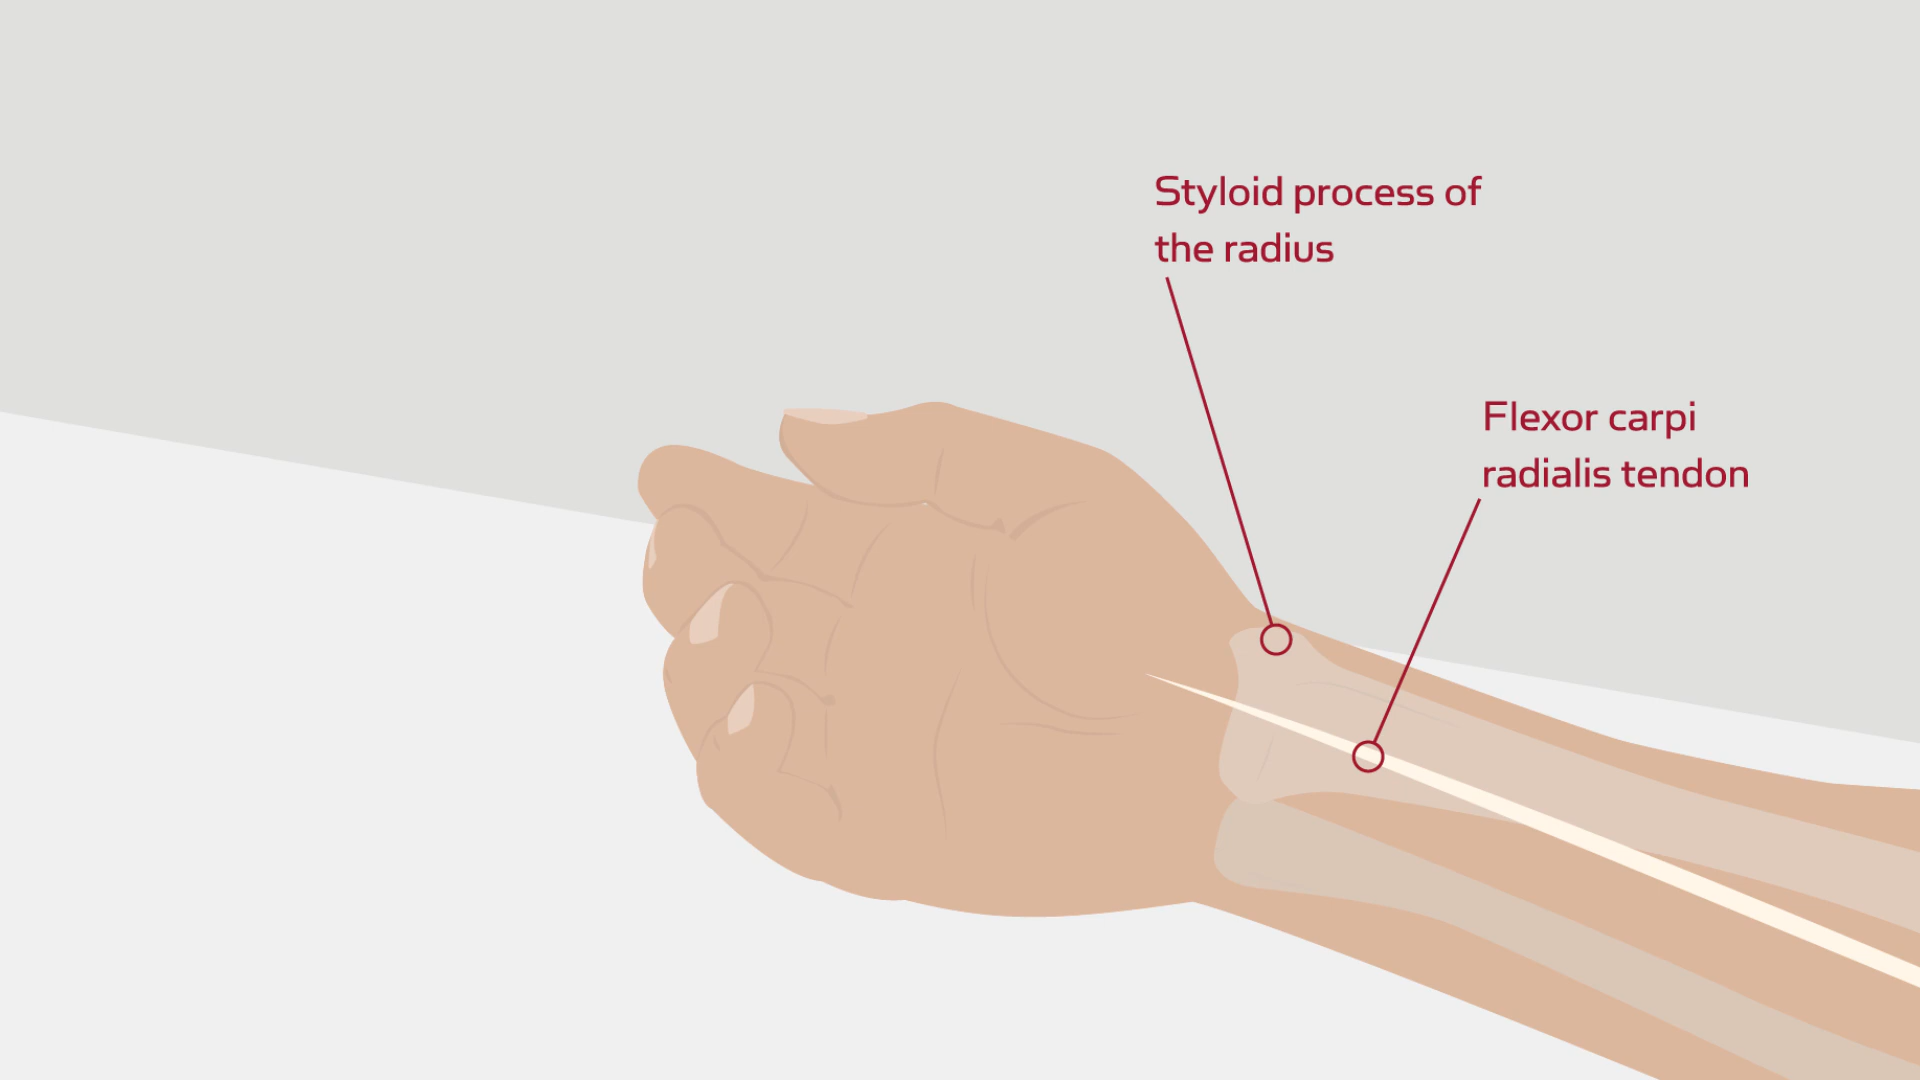 Styloid process of
the radius
Flexor carpi
radialis tendon